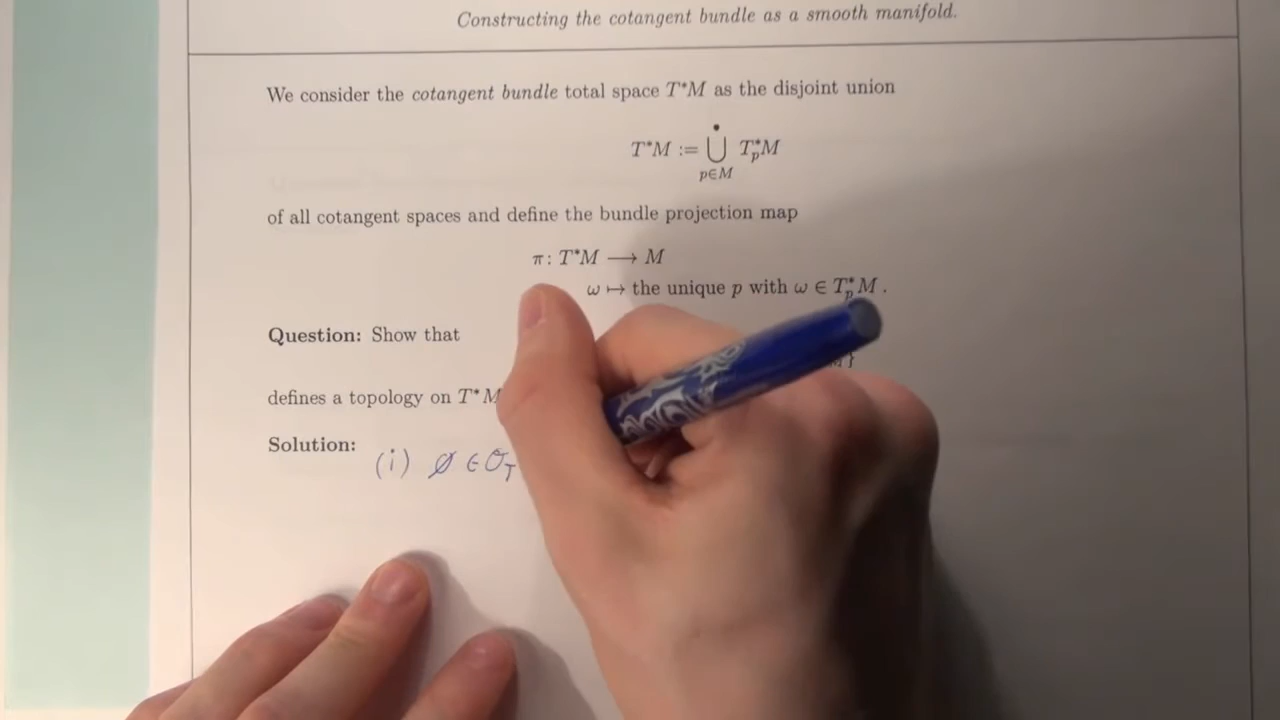 Constructing the cotangent bundle as a smooth manifold.
We consider the cotangent bundle total space T*M as the disjoint union
T*M := ⋃̇ T*ₚM
p∈M
of all cotangent spaces and define the bundle projection map
π: T*M ⟶ M
ω ↦ the unique p with ω ∈ T*ₚM .
Question: Show that
}
defines a topology on T*M
Solution:
(i) ∅ ∈ 𝒪_T